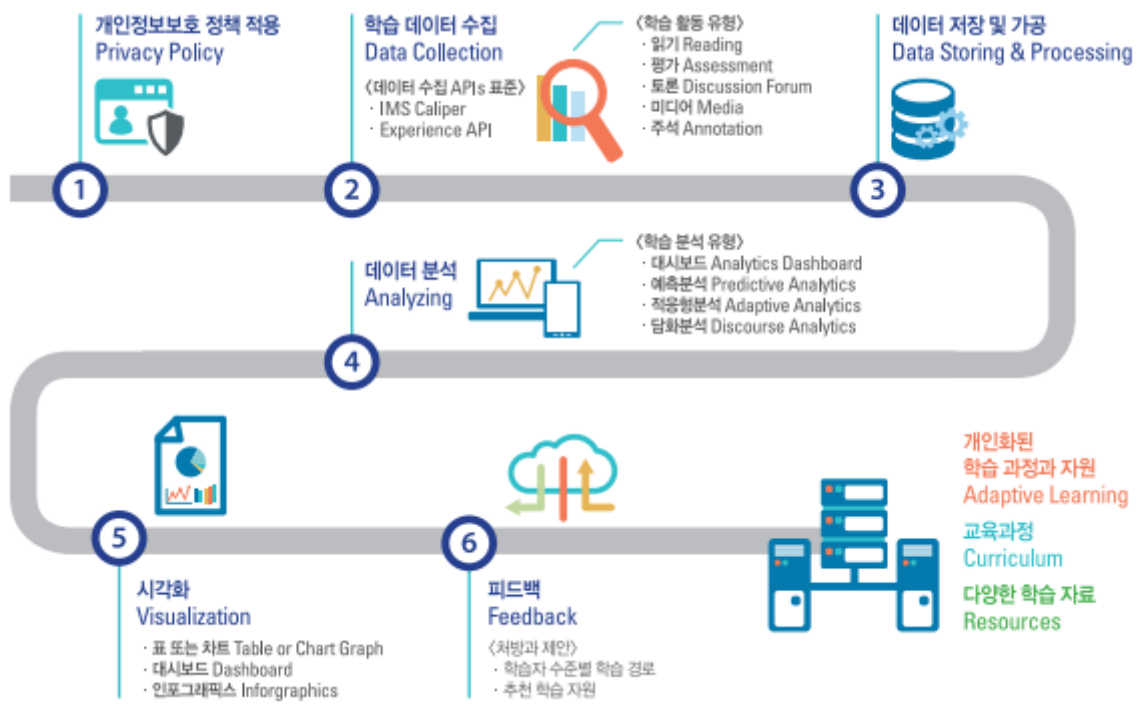 개인정보보호 정책 적용
Privacy Policy
1
학습 데이터 수집
Data Collection
〈데이터 수집 APIs 표준〉
· IMS Caliper
· Experience API
〈학습 활동 유형〉
· 읽기 Reading
· 평가 Assessment
· 토론 Discussion Forum
· 미디어 Media
· 주석 Annotation
2
데이터 저장 및 가공
Data Storing & Processing
3
데이터 분석
Analyzing
〈학습 분석 유형〉
· 대시보드 Analytics Dashboard
· 예측분석 Predictive Analytics
· 적응형분석 Adaptive Analytics
· 담화분석 Discourse Analytics
4
5
시각화
Visualization
· 표 또는 차트 Table or Chart Graph
· 대시보드 Dashboard
· 인포그래픽스 Inforgraphics
6
피드백
Feedback
〈처방과 제안〉
· 학습자 수준별 학습 경로
· 추천 학습 자원
개인화된
학습 과정과 자원
Adaptive Learning
교육과정
Curriculum
다양한 학습 자료
Resources